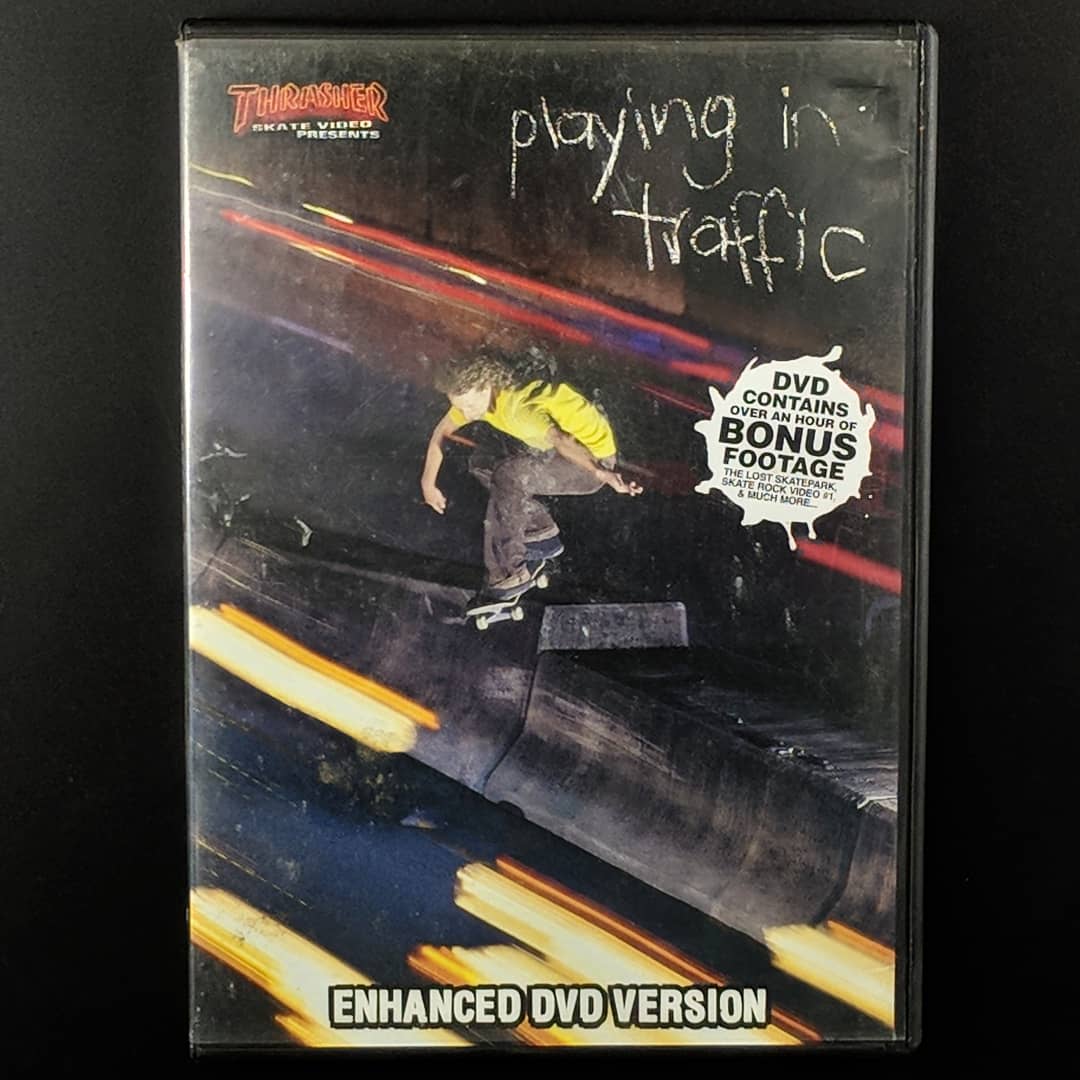 THRASHER
SKATE VIDEO
PRESENTS
playing in
traffic
DVD
CONTAINS
OVER AN HOUR OF
BONUS
FOOTAGE
THE LOST SKATEPARK,
SKATE ROCK VIDEO #1,
& MUCH MORE...
ENHANCED DVD VERSION